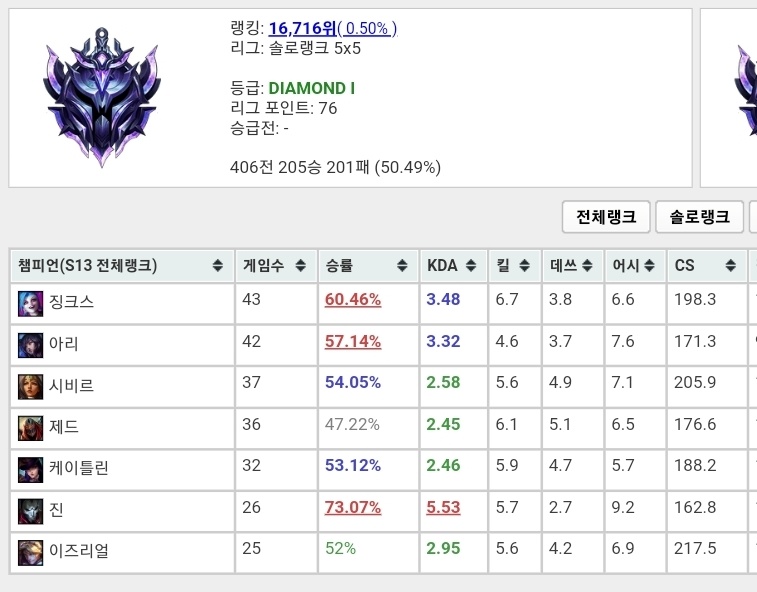 랭킹: 16,716위( 0.50% )
리그: 솔로랭크 5x5
등급: DIAMOND I
리그 포인트: 76
승급전: -
406전 205승 201패 (50.49%)
전체랭크 솔로랭크
챔피언(S13 전체랭크) 게임수 승률 KDA 킬 데쓰 어시 CS
징크스 43 60.46% 3.48 6.7 3.8 6.6 198.3
아리 42 57.14% 3.32 4.6 3.7 7.6 171.3
시비르 37 54.05% 2.58 5.6 4.9 7.1 205.9
제드 36 47.22% 2.45 6.1 5.1 6.5 176.6
케이틀린 32 53.12% 2.46 5.9 4.7 5.7 188.2
진 26 73.07% 5.53 5.7 2.7 9.2 162.8
이즈리얼 25 52% 2.95 5.6 4.2 6.9 217.5